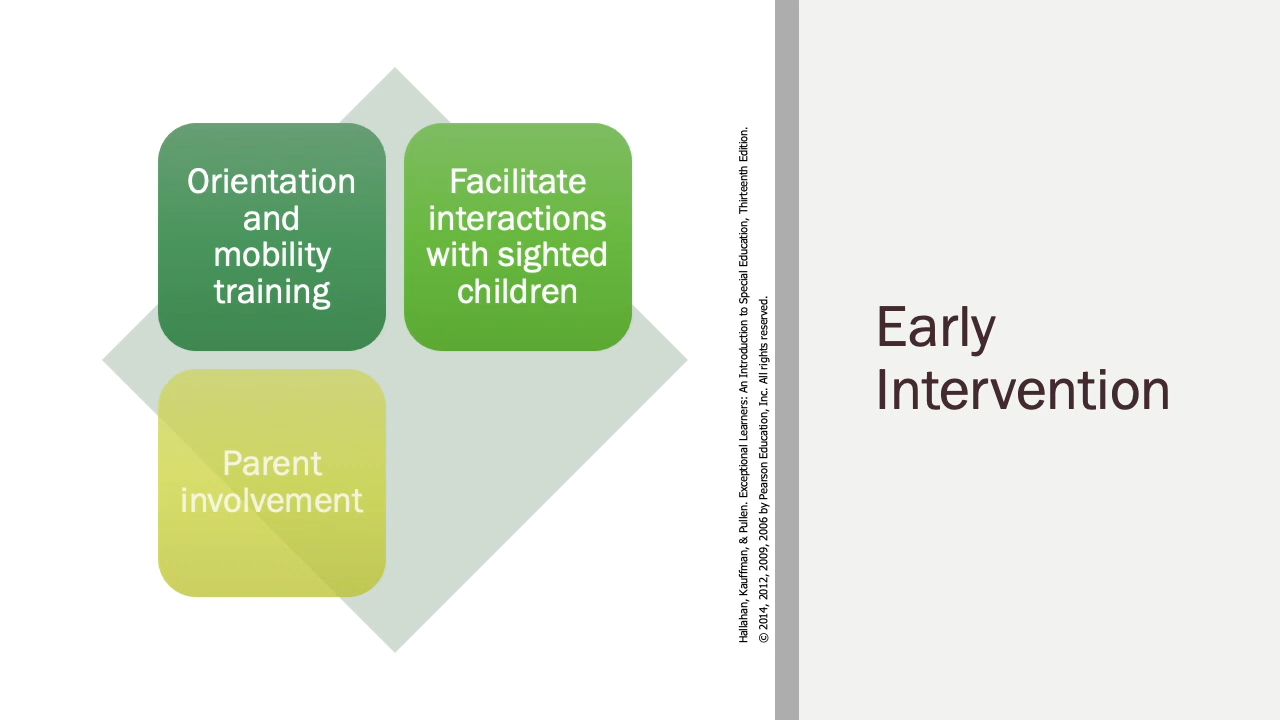 Orientation
and
mobility
training
Facilitate
interactions
with sighted
children
Parent
involvement
Hallahan, Kauffman, & Pullen. Exceptional Learners: An Introduction to Special Education, Thirteenth Edition.
© 2014, 2012, 2009, 2006 by Pearson Education, Inc. All rights reserved.
Early
Intervention